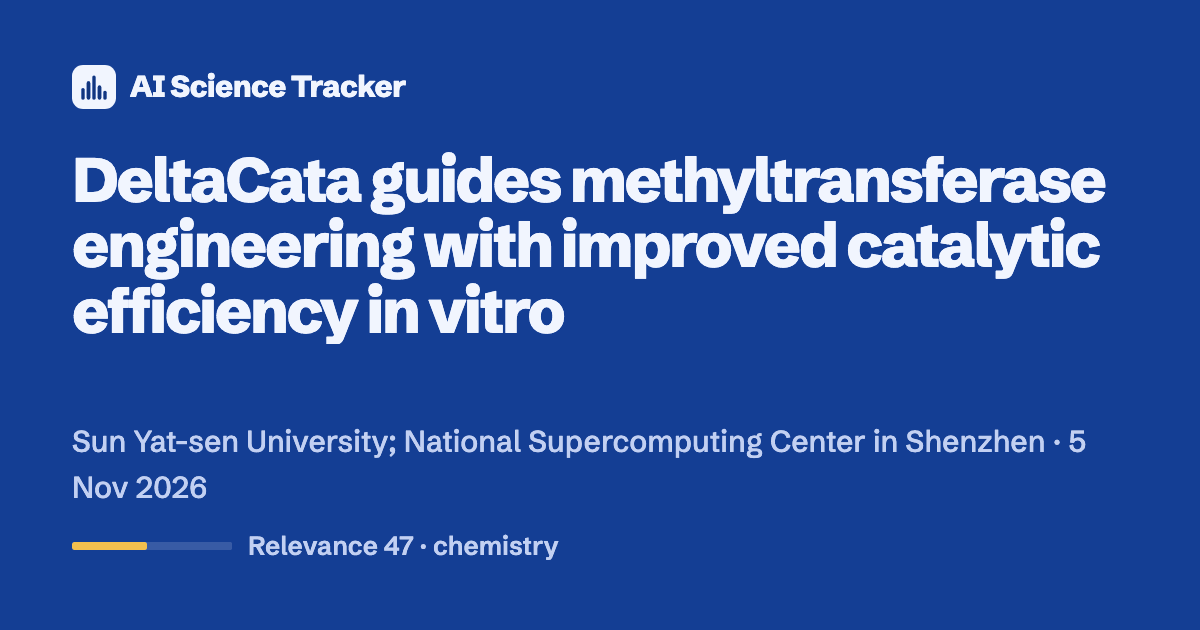 AI Science Tracker
DeltaCata guides methyltransferase
engineering with improved catalytic
efficiency in vitro
Sun Yat-sen University; National Supercomputing Center in Shenzhen · 5
Nov 2026
Relevance 47 · chemistry